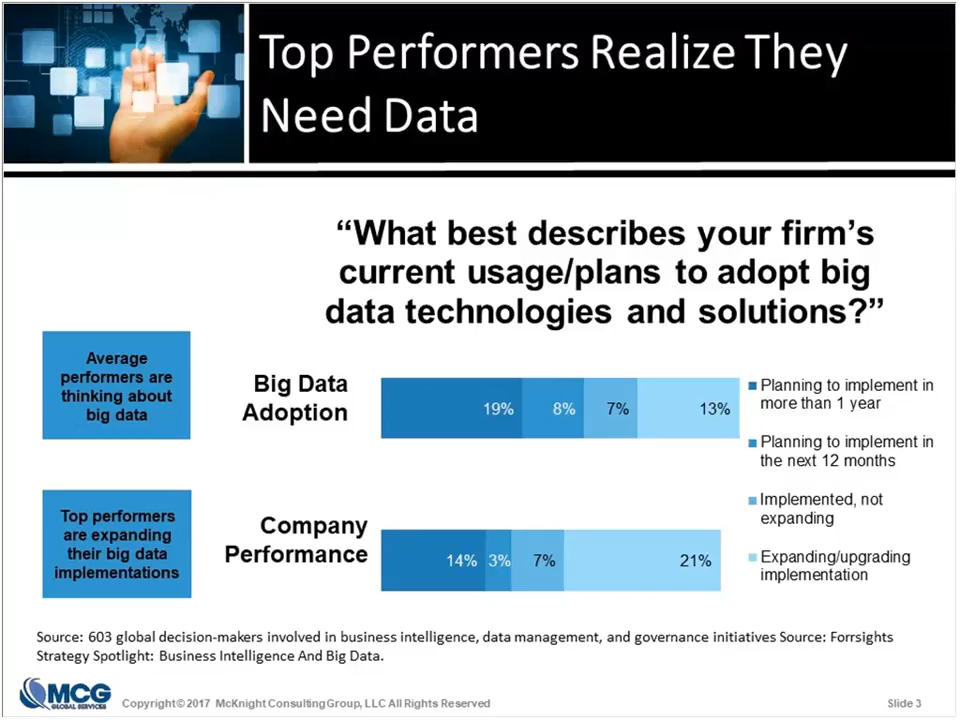 Top Performers Realize They
Need Data
“What best describes your firm’s
current usage/plans to adopt big
data technologies and solutions?”
Average
performers are
thinking about
big data
Big Data
Adoption
19%
8%
7%
13%
Planning to implement in
more than 1 year
Planning to implement in
the next 12 months
Implemented, not
expanding
Expanding/upgrading
implementation
Top performers
are expanding
their big data
implementations
Company
Performance
14%
3%
7%
21%
Source: 603 global decision-makers involved in business intelligence, data management, and governance initiatives Source: Forrsights
Strategy Spotlight: Business Intelligence And Big Data.
MCG
GLOBAL SERVICES
Copyright© 2017 McKnight Consulting Group, LLC All Rights Reserved
Slide 3